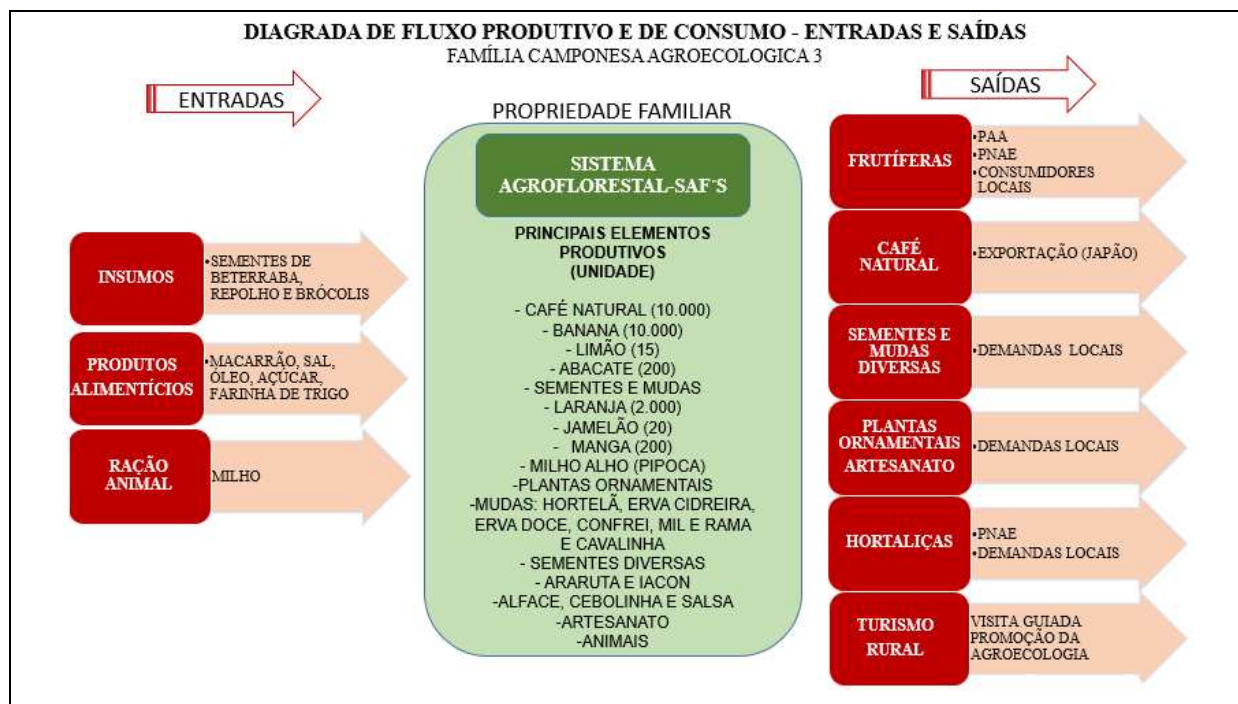 DIAGRADA DE FLUXO PRODUTIVO E DE CONSUMO - ENTRADAS E SAÍDAS
FAMÍLIA CAMPONESA AGROECOLOGICA 3
ENTRADAS
INSUMOS
•SEMENTES DE
BETERRABA,
REPOLHO E BRÓCOLIS
PRODUTOS
ALIMENTÍCIOS
•MACARRÃO, SAL,
ÓLEO, AÇÚCAR,
FARINHA DE TRIGO
RAÇÃO
ANIMAL
MILHO
PROPRIEDADE FAMILIAR
SISTEMA
AGROFLORESTAL-SAF´S
PRINCIPAIS ELEMENTOS
PRODUTIVOS
(UNIDADE)
- CAFÉ NATURAL (10.000)
- BANANA (10.000)
- LIMÃO (15)
- ABACATE (200)
- SEMENTES E MUDAS
- LARANJA (2.000)
- JAMELÃO (20)
- MANGA (200)
- MILHO ALHO (PIPOCA)
-PLANTAS ORNAMENTAIS
-MUDAS: HORTELÃ, ERVA CIDREIRA,
ERVA DOCE, CONFREI, MIL E RAMA
E CAVALINHA
- SEMENTES DIVERSAS
- ARARUTA E IACON
-ALFACE, CEBOLINHA E SALSA
-ARTESANATO
-ANIMAIS
SAÍDAS
FRUTÍFERAS
•PAA
•PNAE
•CONSUMIDORES
LOCAIS
CAFÉ
NATURAL
•EXPORTAÇÃO (JAPÃO)
SEMENTES E
MUDAS
DIVERSAS
•DEMANDAS LOCAIS
PLANTAS
ORNAMENTAIS
ARTESANATO
•DEMANDAS LOCAIS
HORTALIÇAS
•PNAE
•DEMANDAS LOCAIS
TURISMO
RURAL
VISITA GUIADA
PROMOÇÃO DA
AGROECOLOGIA